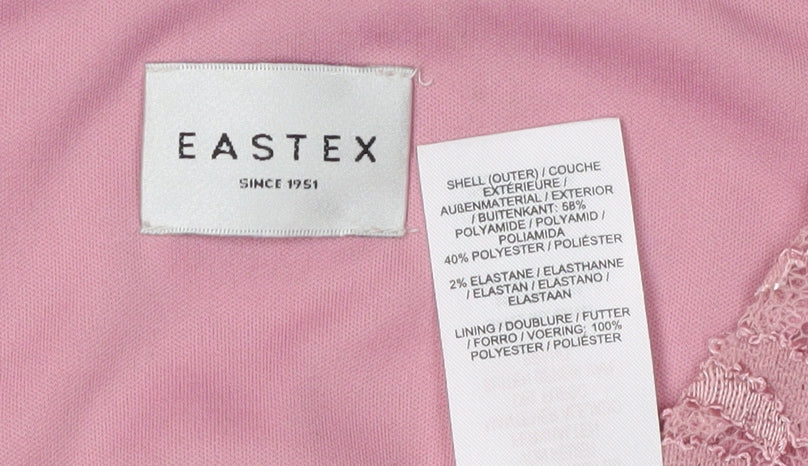 EASTEX
SINCE 1951
SHELL (OUTER) / COUCHE
EXTÉRIEURE /
AUßENMATERIAL / EXTERIOR
/ BUITENKANT: 58%
POLYAMIDE / POLYAMID /
POLIAMIDA
40% POLYESTER / POLIÉSTER
2% ELASTANE / ELASTHANNE
/ ELASTAN / ELASTANO /
ELASTAAN
LINING / DOUBLURE / FUTTER
/ FORRO / VOERING: 100%
POLYESTER / POLIÉSTER